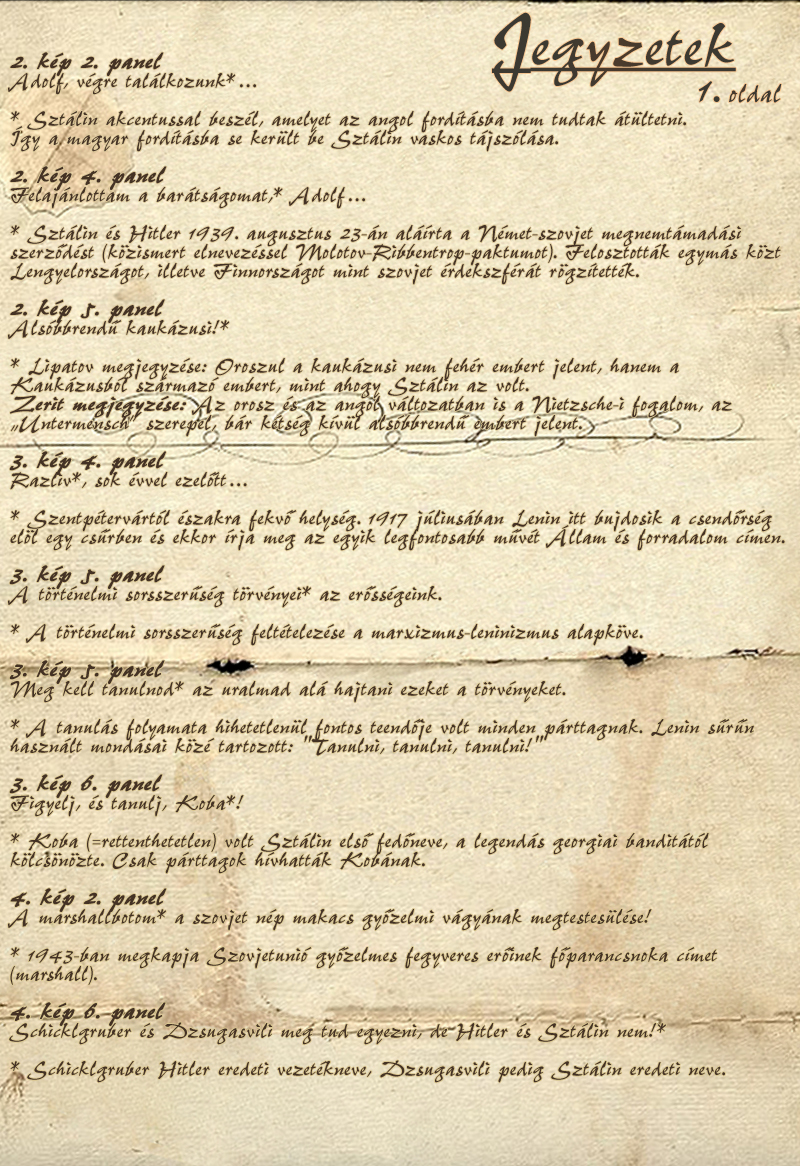 Jegyzetek
1. oldal
2. kép 2. panel
Adolf, végre találkozunk*...
* Sztálin akcentussal beszél, amelyet az angol fordításba nem tudtak átültetni.
Így a magyar fordításba se került be Sztálin vaskos tájszólása.
2. kép 4. panel
Felajánlottam a barátságomat,* Adolf...
* Sztálin és Hitler 1939. augusztus 23-án aláírta a Német-szovjet megnemtámadási
szerződést (közismert elnevezéssel Molotov-Ribbentrop-paktumot). Felosztották egymás közt
Lengyelországot, illetve Finnországot mint szovjet érdekszférát rögzítették.
2. kép 5. panel
Alsóbbrendű kaukázusi!*
* Lipatov megjegyzése: Oroszul a kaukázusi nem fehér embert jelent, hanem a
Kaukázusból származó embert, mint ahogy Sztálin az volt.
Zerit megjegyzése: Az orosz és az angol változatban is a Nietzsche-i fogalom, az
„Untermensch" szerepel, bár kétség kívül alsóbbrendű embert jelent.
3. kép 4. panel
Razliv*, sok évvel ezelőtt...
* Szentpétervártól északra fekvő helység. 1917 júliusában Lenin itt bujdosik a csendőrség
elől egy csűrben és ekkor írja meg az egyik legfontosabb művét Állam és forradalom címen.
3. kép 5. panel
A történelmi sorsszerűség törvényei* az erősségeink.
* A történelmi sorsszerűség feltételezése a marxizmus-leninizmus alapköve.
3. kép 5. panel
Meg kell tanulnod* az uralmad alá hajtani ezeket a törvényeket.
* A tanulás folyamata hihetetlenül fontos teendője volt minden párttagnak. Lenin sűrűn
használt mondásai közé tartozott: "Tanulni, tanulni, tanulni!"
3. kép 6. panel
Figyelj, és tanulj, Koba*!
* Koba (=rettenthetetlen) volt Sztálin első fedőneve, a legendás georgiai banditától
kölcsönözte. Csak párttagok hívhatták Kobának.
4. kép 2. panel
A marshallbotom* a szovjet nép makacs győzelmi vágyának megtestesülése!
* 1943-ban megkapja Szovjetunió győzelmes fegyveres erőinek főparancsnoka címet
(marshall).
4. kép 6. panel
Schicklgruber és Dzsugasvili meg tud egyezni, de Hitler és Sztálin nem!*
* Schicklgruber Hitler eredeti vezetékneve, Dzsugasvili pedig Sztálin eredeti neve.